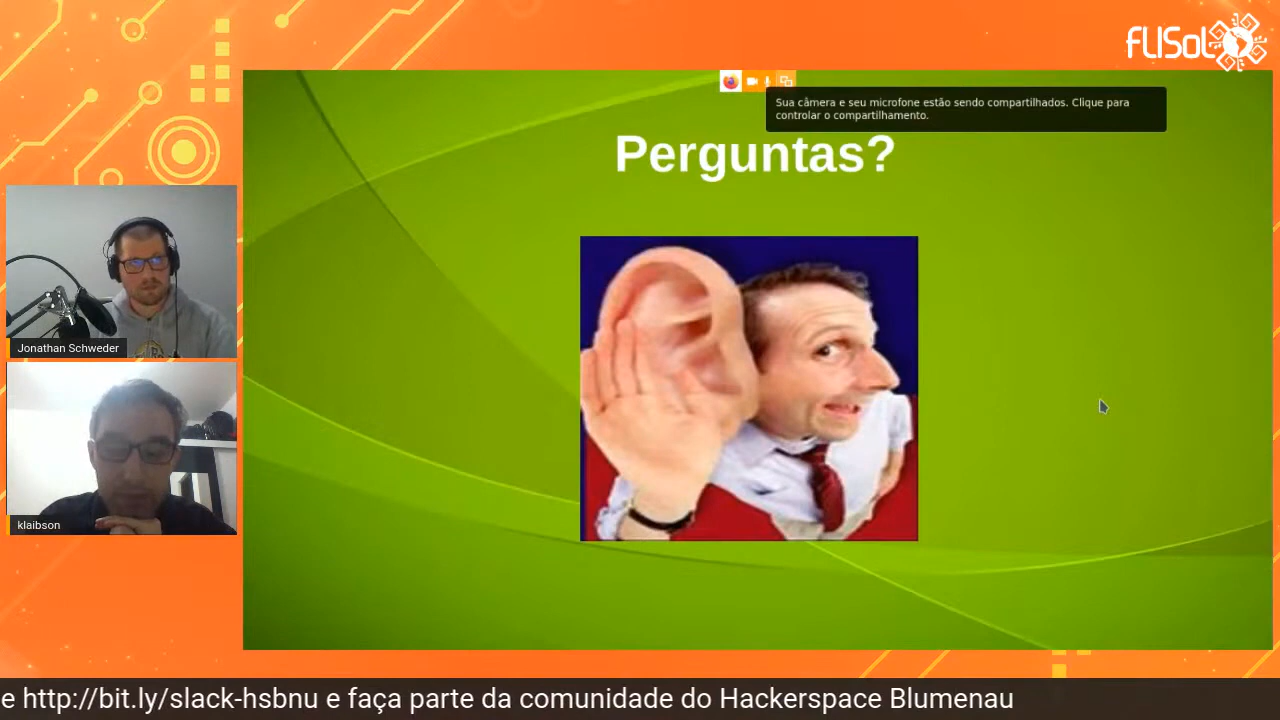 FLISoL
Sua câmera e seu microfone estão sendo compartilhados. Clique para
controlar o compartilhamento.
Perguntas?
Jonathan Schweder
klaibson
e http://bit.ly/slack-hsbnu e faça parte da comunidade do Hackerspace Blumenau